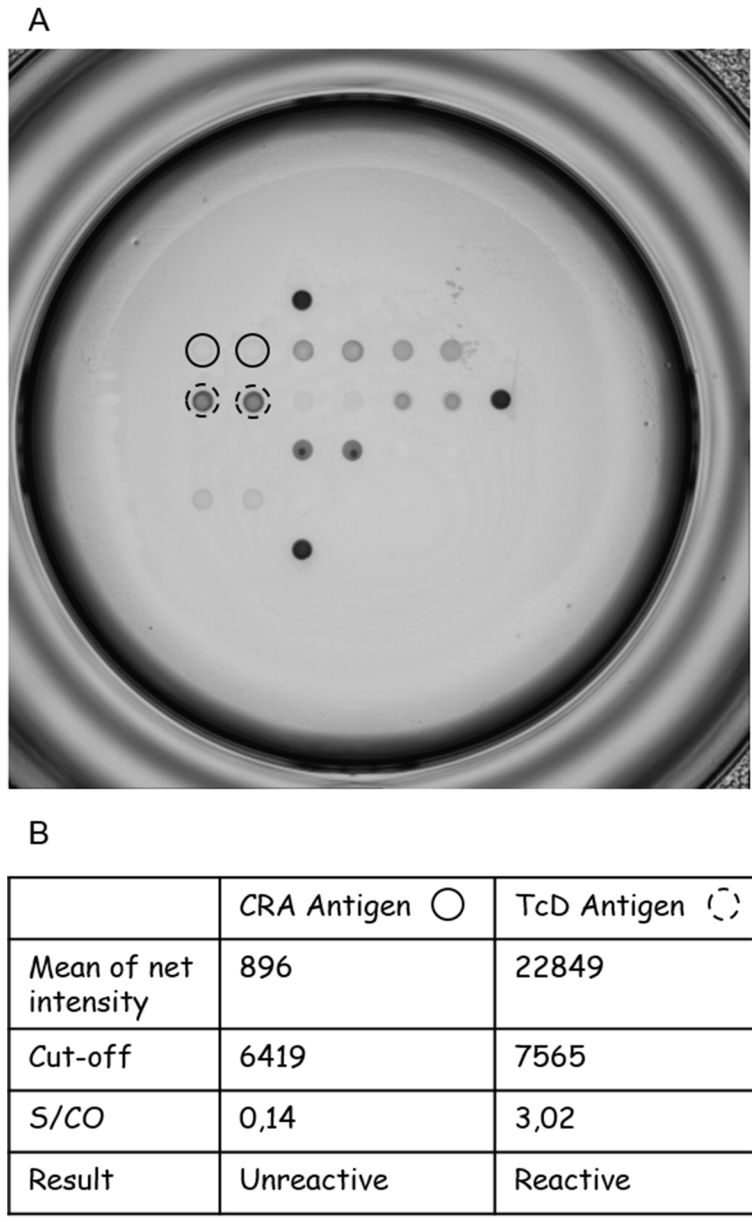 A
B
CRA Antigen TcD Antigen
Mean of net intensity 896 22849
Cut-off 6419 7565
S/CO 0,14 3,02
Result Unreactive Reactive